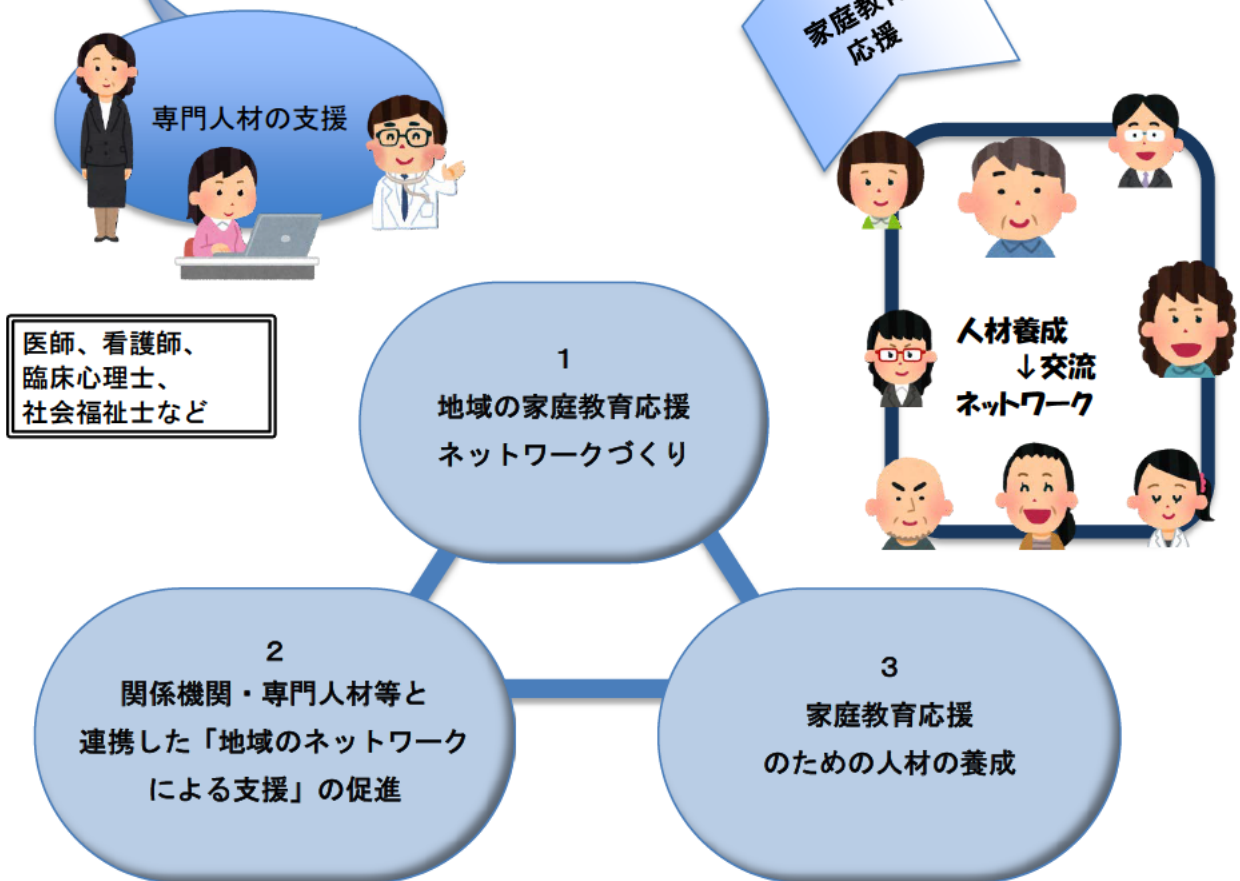 家庭教育
応援
専門人材の支援
医師、看護師、
臨床心理士、
社会福祉士など
人材養成
↓交流
ネットワーク
1
地域の家庭教育応援
ネットワークづくり
2
関係機関・専門人材等と
連携した「地域のネットワーク
による支援」の促進
3
家庭教育応援
のための人材の養成